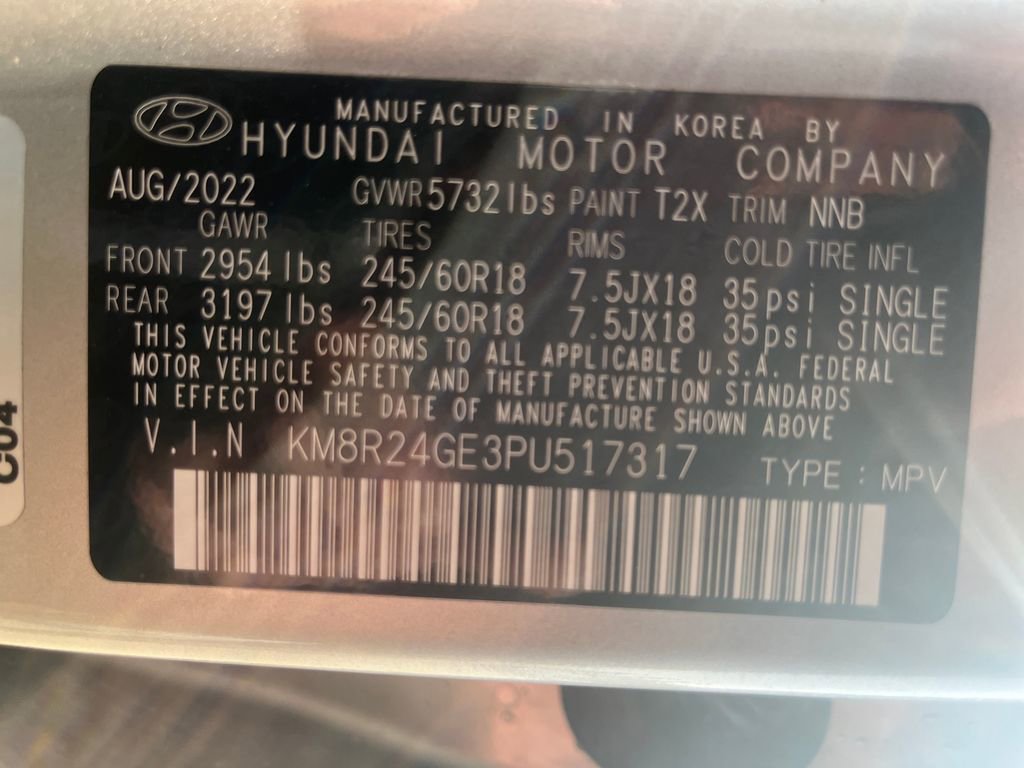 MANUFACTURED IN KOREA BY
HYUNDAI MOTOR COMPANY
AUG/2022 GVWR 5732 lbs PAINT T2X TRIM NNB
GAWR TIRES RIMS COLD TIRE INFL
FRONT 2954 lbs 245/60R18 7.5JX18 35psi SINGLE
REAR 3197 lbs 245/60R18 7.5JX18 35psi SINGLE
THIS VEHICLE CONFORMS TO ALL APPLICABLE U.S.A. FEDERAL
MOTOR VEHICLE SAFETY AND THEFT PREVENTION STANDARDS
IN EFFECT ON THE DATE OF MANUFACTURE SHOWN ABOVE
V.I.N KM8R24GE3PU517317 TYPE : MPV
C04